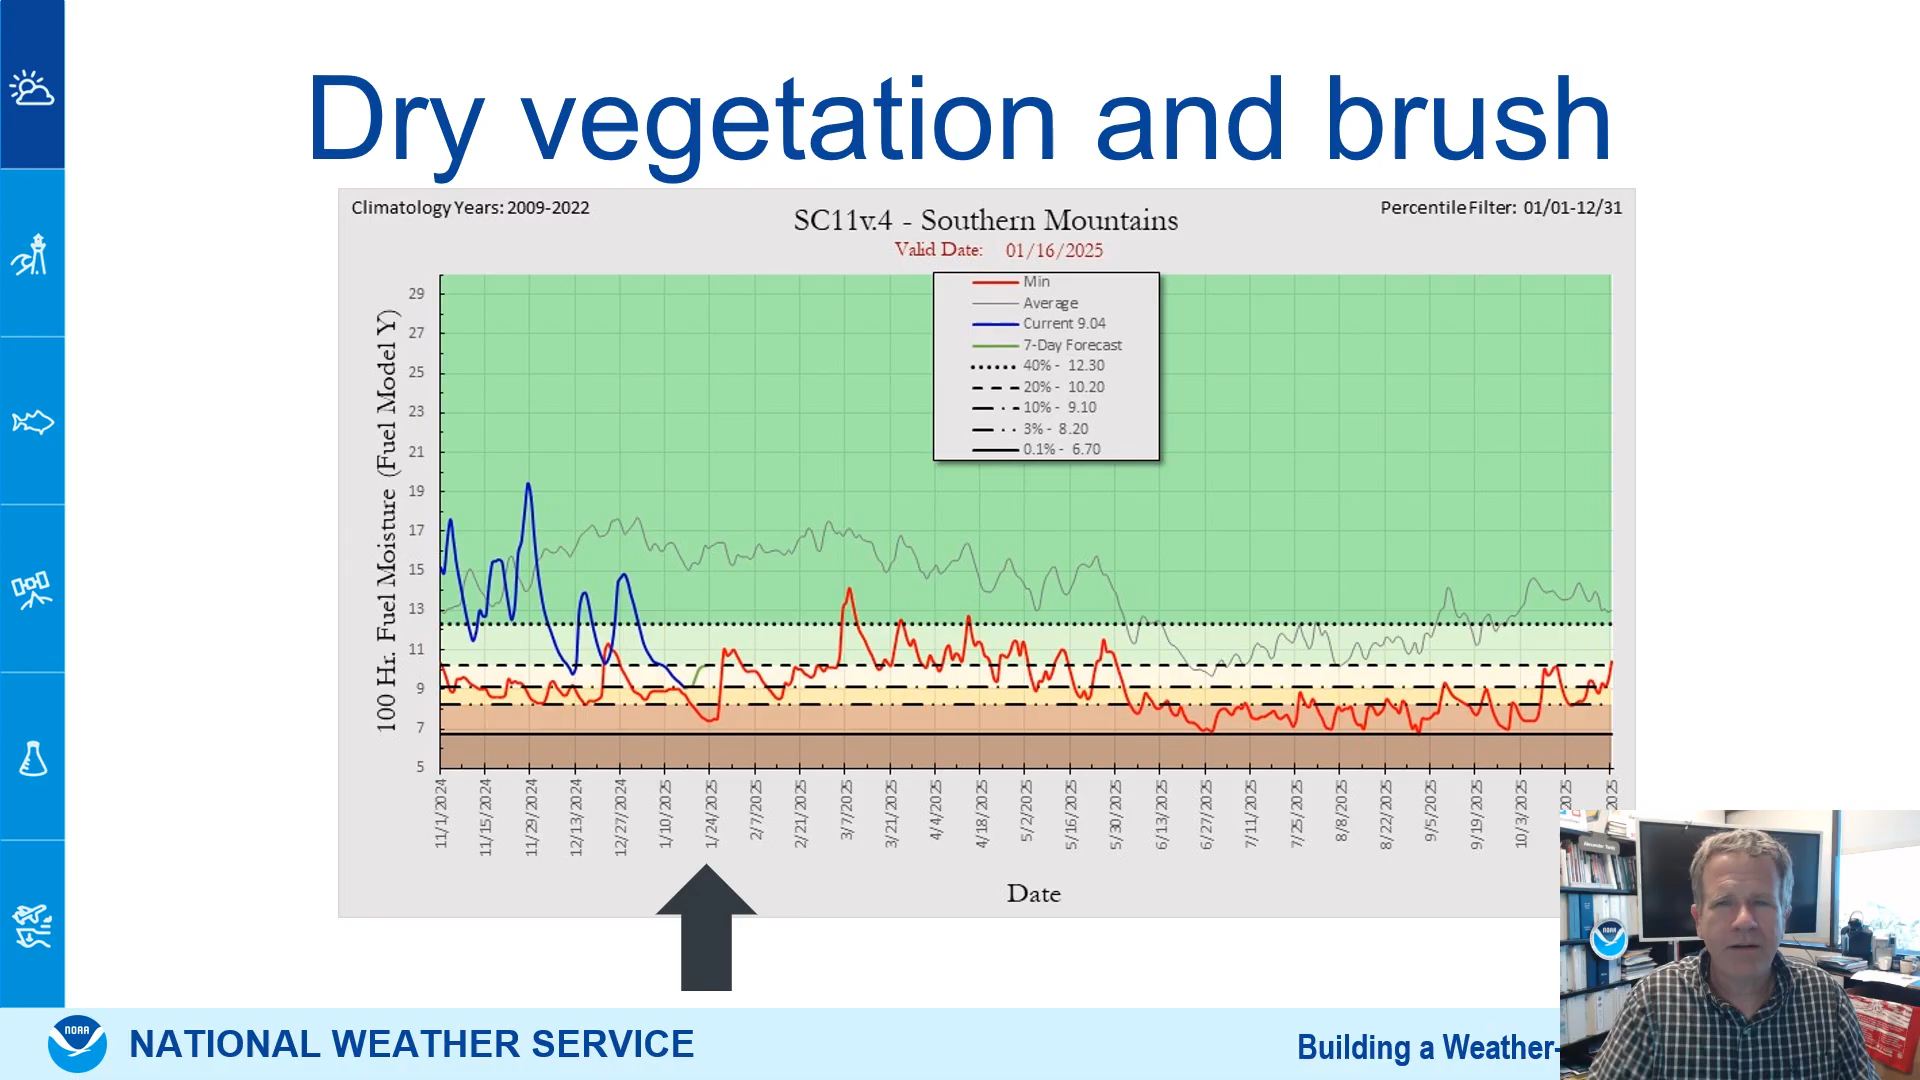 Dry vegetation and brush
Climatology Years: 2009-2022
SC11v.4 - Southern Mountains
Percentile Filter: 01/01-12/31
Valid Date: 01/16/2025
Min
Average
Current 9.04
7-Day Forecast
40% - 12.30
20% - 10.20
10% - 9.10
3% - 8.20
0.1% - 6.70
100 Hr. Fuel Moisture (Fuel Model Y)
29
27
25
23
21
19
17
15
13
11
9
7
5
11/1/2024
11/15/2024
11/29/2024
12/13/2024
12/27/2024
1/10/2025
1/24/2025
2/7/2025
2/21/2025
3/7/2025
3/21/2025
4/4/2025
4/18/2025
5/2/2025
5/16/2025
5/30/2025
6/13/2025
6/27/2025
7/11/2025
7/25/2025
8/8/2025
8/22/2025
9/5/2025
9/19/2025
10/3/2025
Date
NOAA
NATIONAL WEATHER SERVICE
Building a Weather-
NOAA